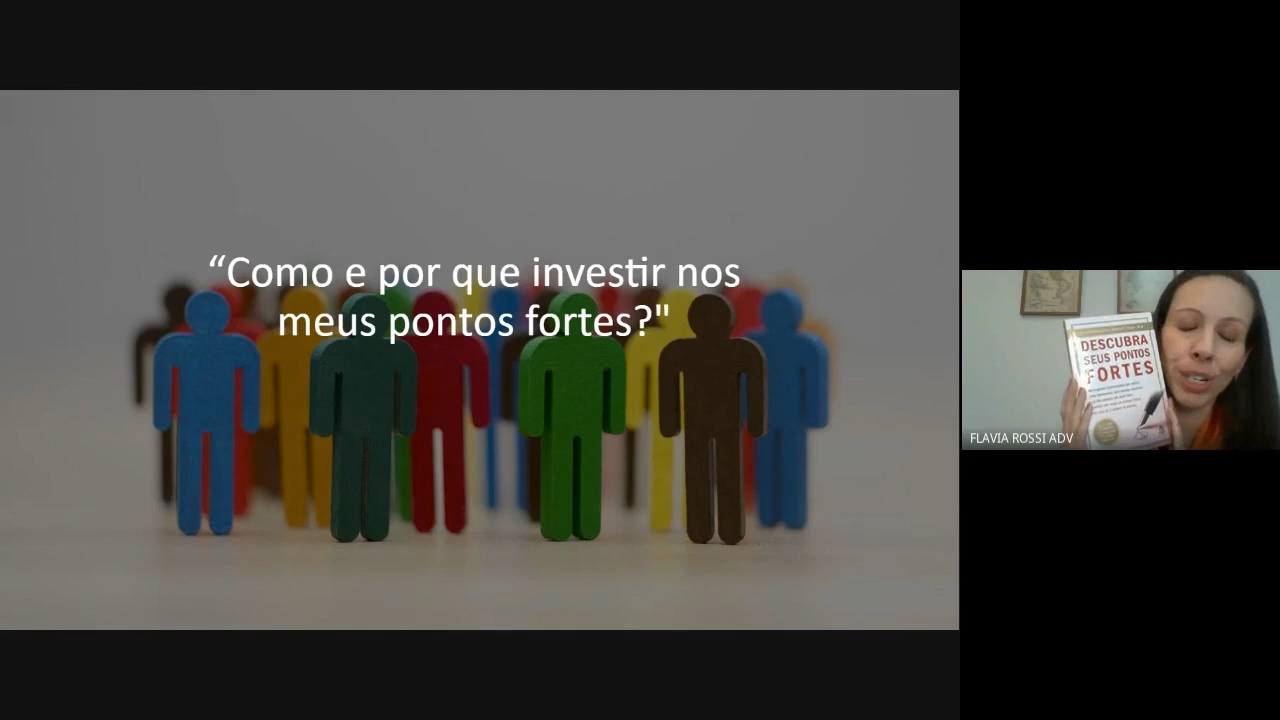 “Como e por que investir nos
meus pontos fortes?"
DESCUBRA
SEUS PONTOS
FORTES
FLAVIA ROSSI ADV